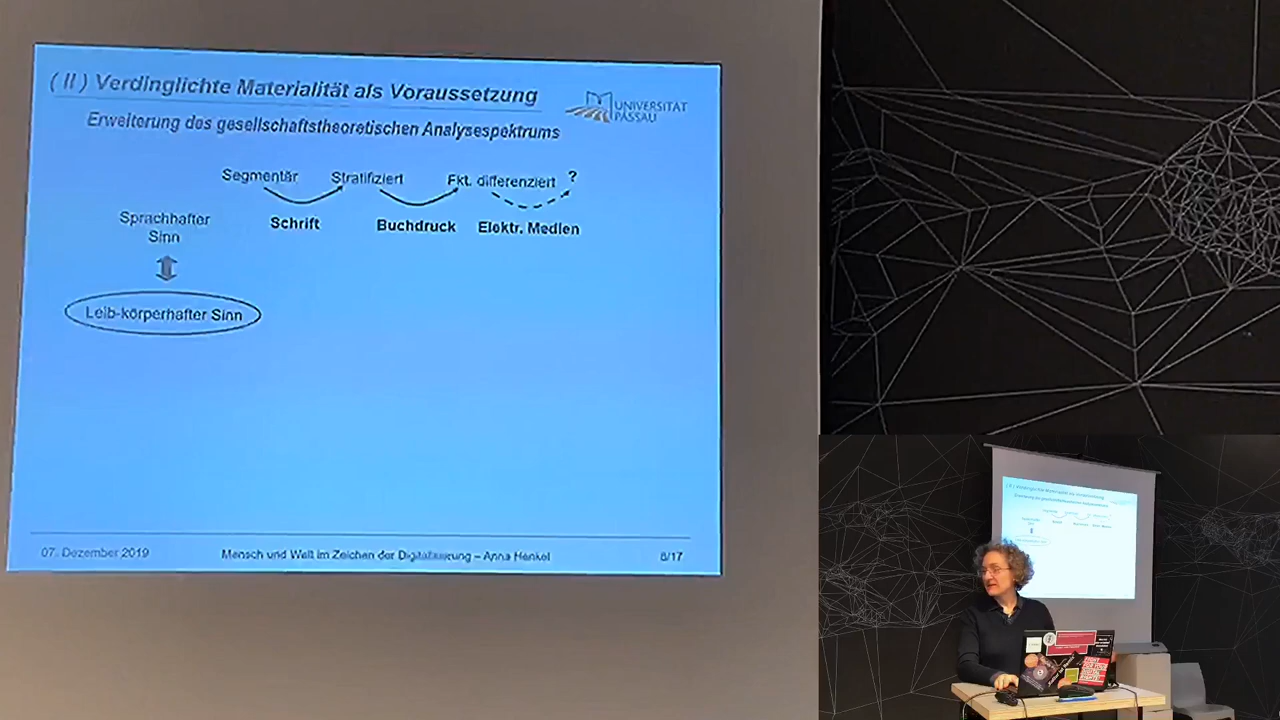 ( II ) Verdinglichte Materialität als Voraussetzung
UNIVERSITÄT
PASSAU
Erweiterung des gesellschaftstheoretischen Analysespektrums
Segmentär Stratifiziert Fkt. differenziert ?
Schrift Buchdruck Elektr. Medien
Sprachhafter
Sinn
Leib-körperhafter Sinn
07. Dezember 2019 Mensch und Welt im Zeichen der Digitalisierung – Anna Henkel 8/17